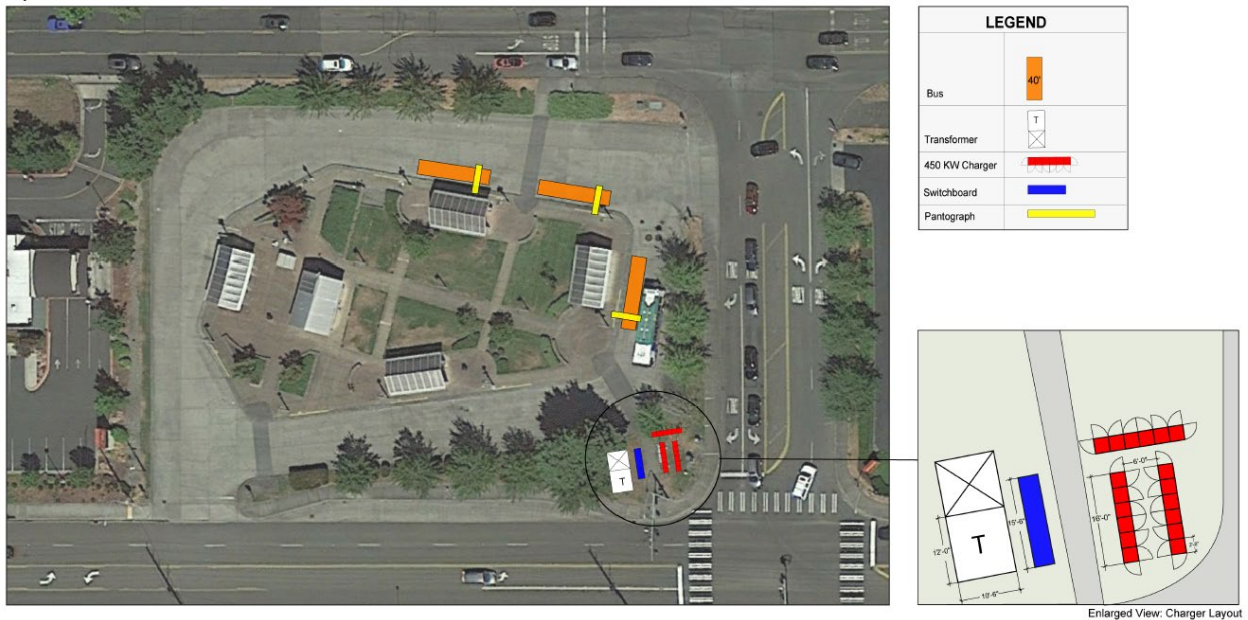 LEGEND
Bus
40'
Transformer
T
450 KW Charger
Switchboard
Pantograph
T
6'-0"
16'-0"
15'-6"
12'-0"
T
10'-6"
Enlarged View: Charger Layout